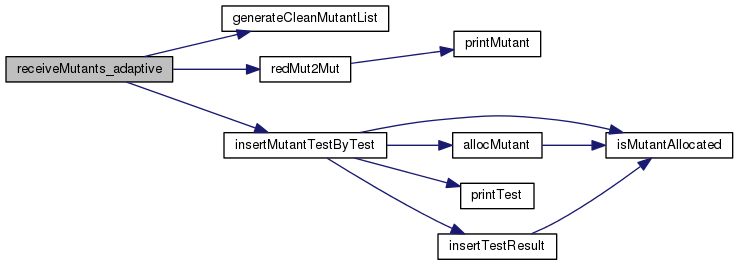 generateCleanMutantList
printMutant
receiveMutants_adaptive
redMut2Mut
insertMutantTestByTest
allocMutant
isMutantAllocated
printTest
insertTestResult